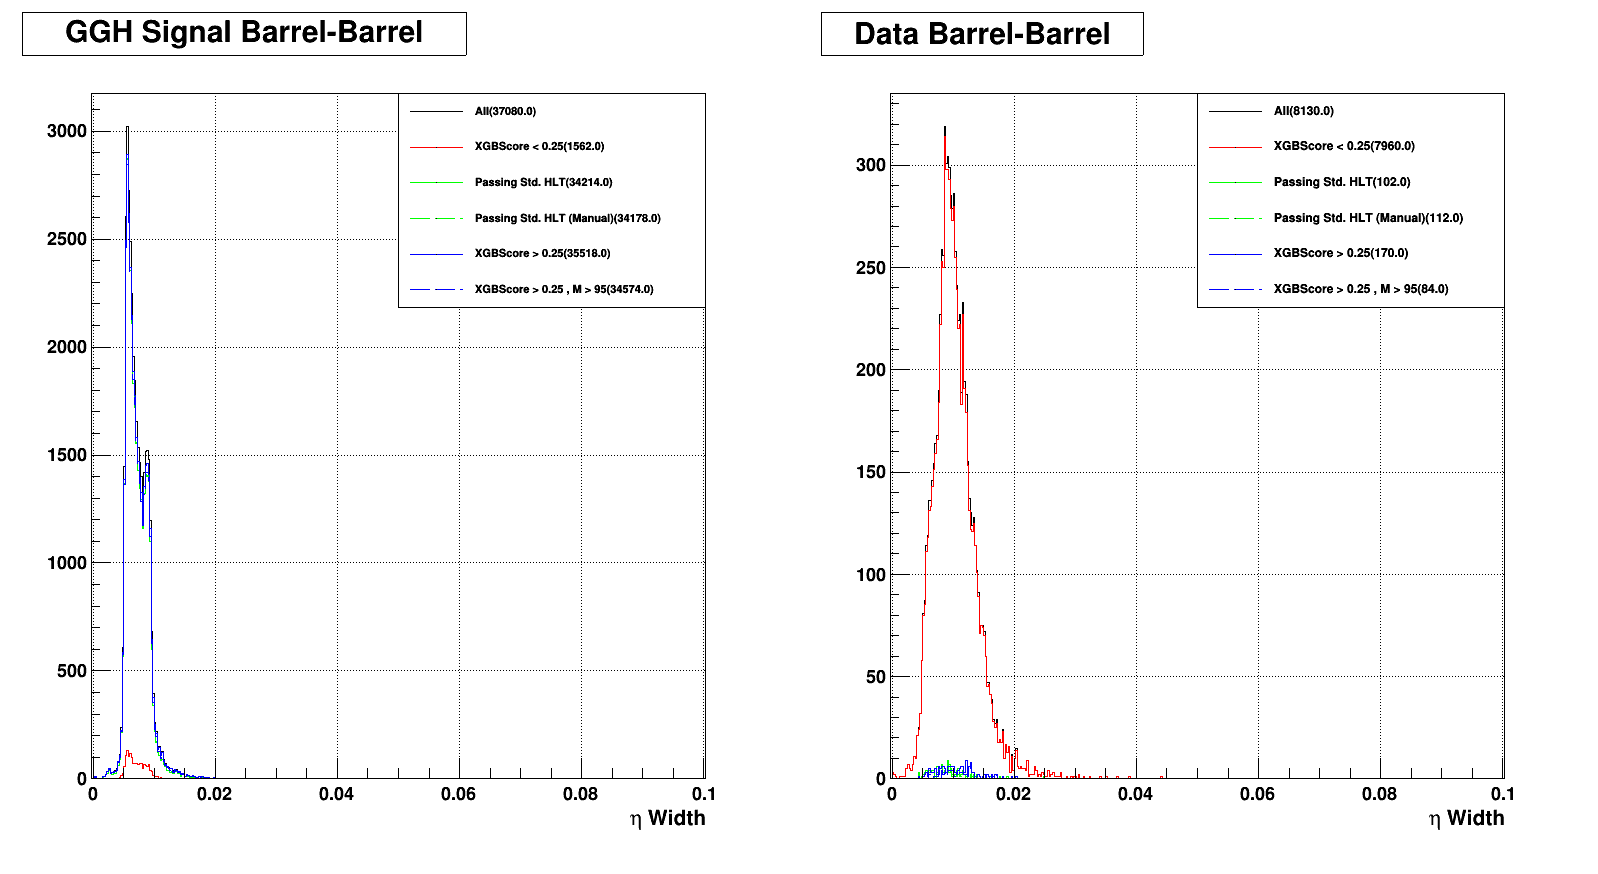 GGH Signal Barrel-Barrel
All(37080.0)
XGBScore < 0.25(1562.0)
Passing Std. HLT(34214.0)
Passing Std. HLT (Manual)(34178.0)
XGBScore > 0.25(35518.0)
XGBScore > 0.25 , M > 95(34574.0)
3000
2500
2000
1500
1000
500
0
0 0.02 0.04 0.06 0.08 0.1
η Width
Data Barrel-Barrel
All(8130.0)
XGBScore < 0.25(7960.0)
Passing Std. HLT(102.0)
Passing Std. HLT (Manual)(112.0)
XGBScore > 0.25(170.0)
XGBScore > 0.25 , M > 95(84.0)
300
250
200
150
100
50
0
0 0.02 0.04 0.06 0.08 0.1
η Width